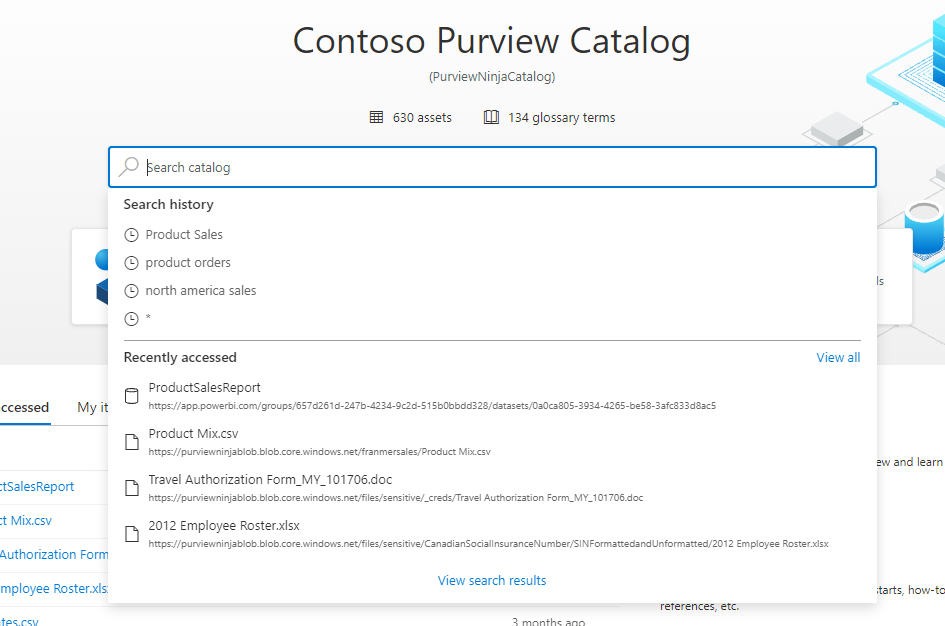 Contoso Purview Catalog
(PurviewNinjaCatalog)
630 assets 134 glossary terms
Search catalog
Search history
Product Sales
product orders
north america sales
*
Recently accessed View all
ProductSalesReport
https://app.powerbi.com/groups/657d261d-247b-4234-9c2d-515b0bbdd328/datasets/0a0ca805-3934-4265-be58-3afc833d8ac5
Product Mix.csv
https://purviewninjablob.blob.core.windows.net/franmersales/Product Mix.csv
Travel Authorization Form_MY_101706.doc
https://purviewninjablob.blob.core.windows.net/files/sensitive/_creds/Travel Authorization Form_MY_101706.doc
2012 Employee Roster.xlsx
https://purviewninjablob.blob.core.windows.net/files/sensitive/CanadianSocialInsuranceNumber/SINFormattedandUnformatted/2012 Employee Roster.xlsx
View search results
ls
ccessed My it
ctSalesReport
ct Mix.csv
Authorization Form
mployee Roster.xls
tes.csv
3 months ago
ew and learn
starts, how-to
references, etc.